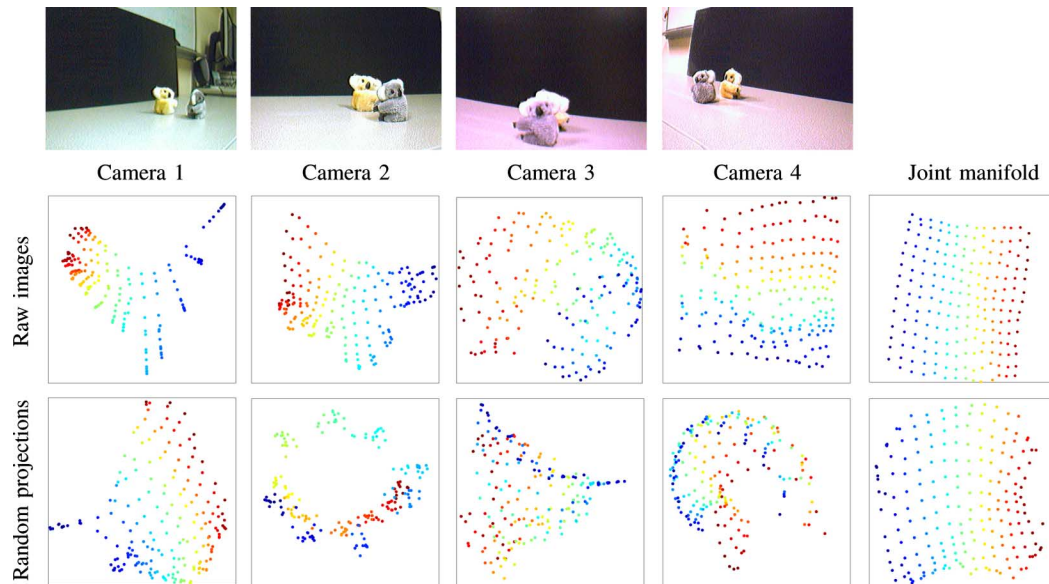 Camera 1
Camera 2
Camera 3
Camera 4
Joint manifold
Raw images
Random projections